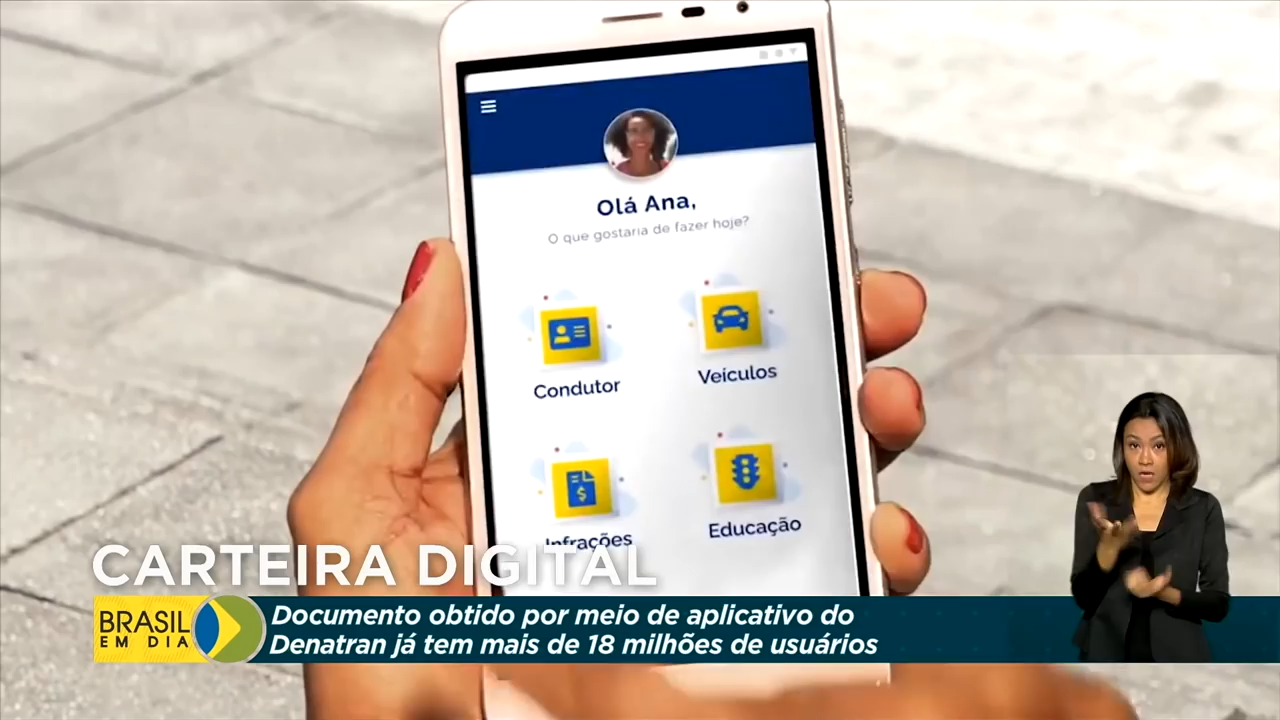 Olá Ana,
O que gostaria de fazer hoje?
Condutor
Veículos
Infrações
Educação
CARTEIRA DIGITAL
BRASIL
EM DIA
Documento obtido por meio de aplicativo do
Denatran já tem mais de 18 milhões de usuários